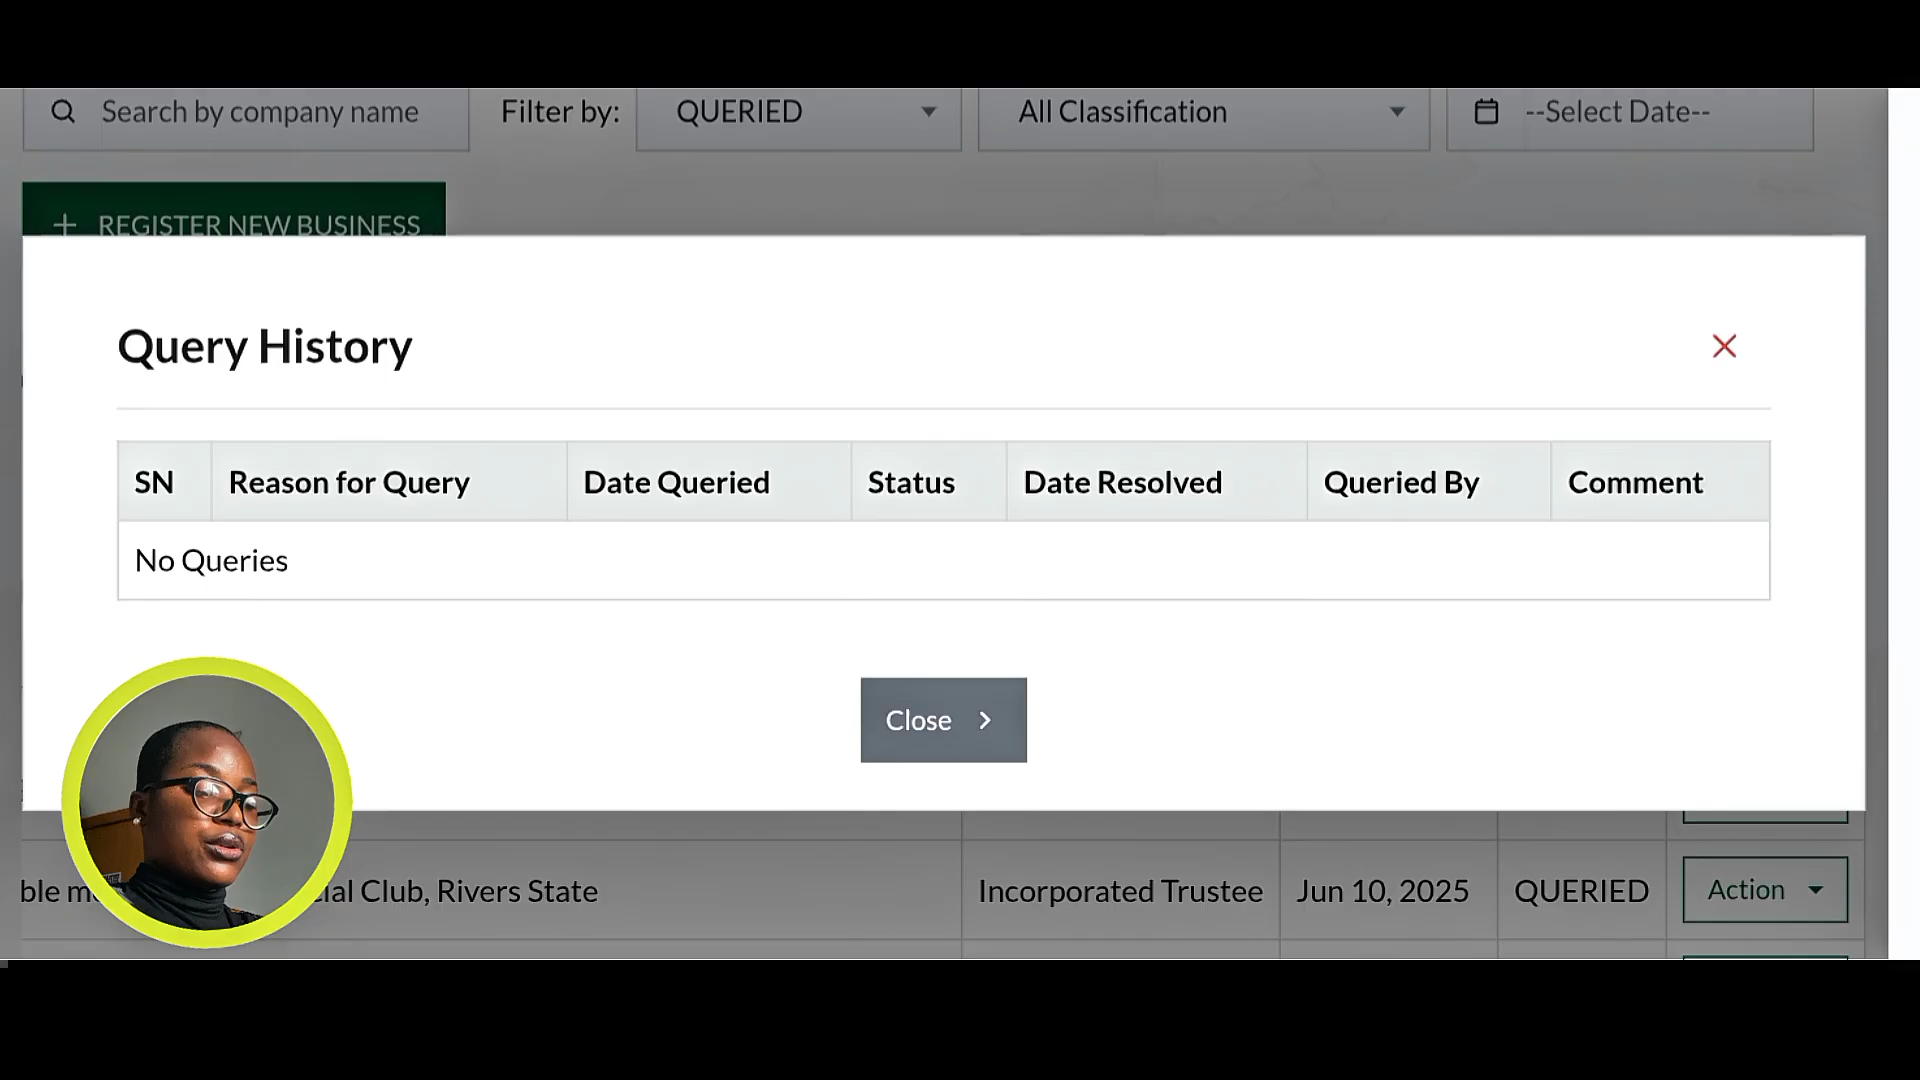 Search by company name Filter by: QUERIED All Classification --Select Date--
+ REGISTER NEW BUSINESS
Query History
SN Reason for Query Date Queried Status Date Resolved Queried By Comment
No Queries
Close
ble m ial Club, Rivers State Incorporated Trustee Jun 10, 2025 QUERIED Action